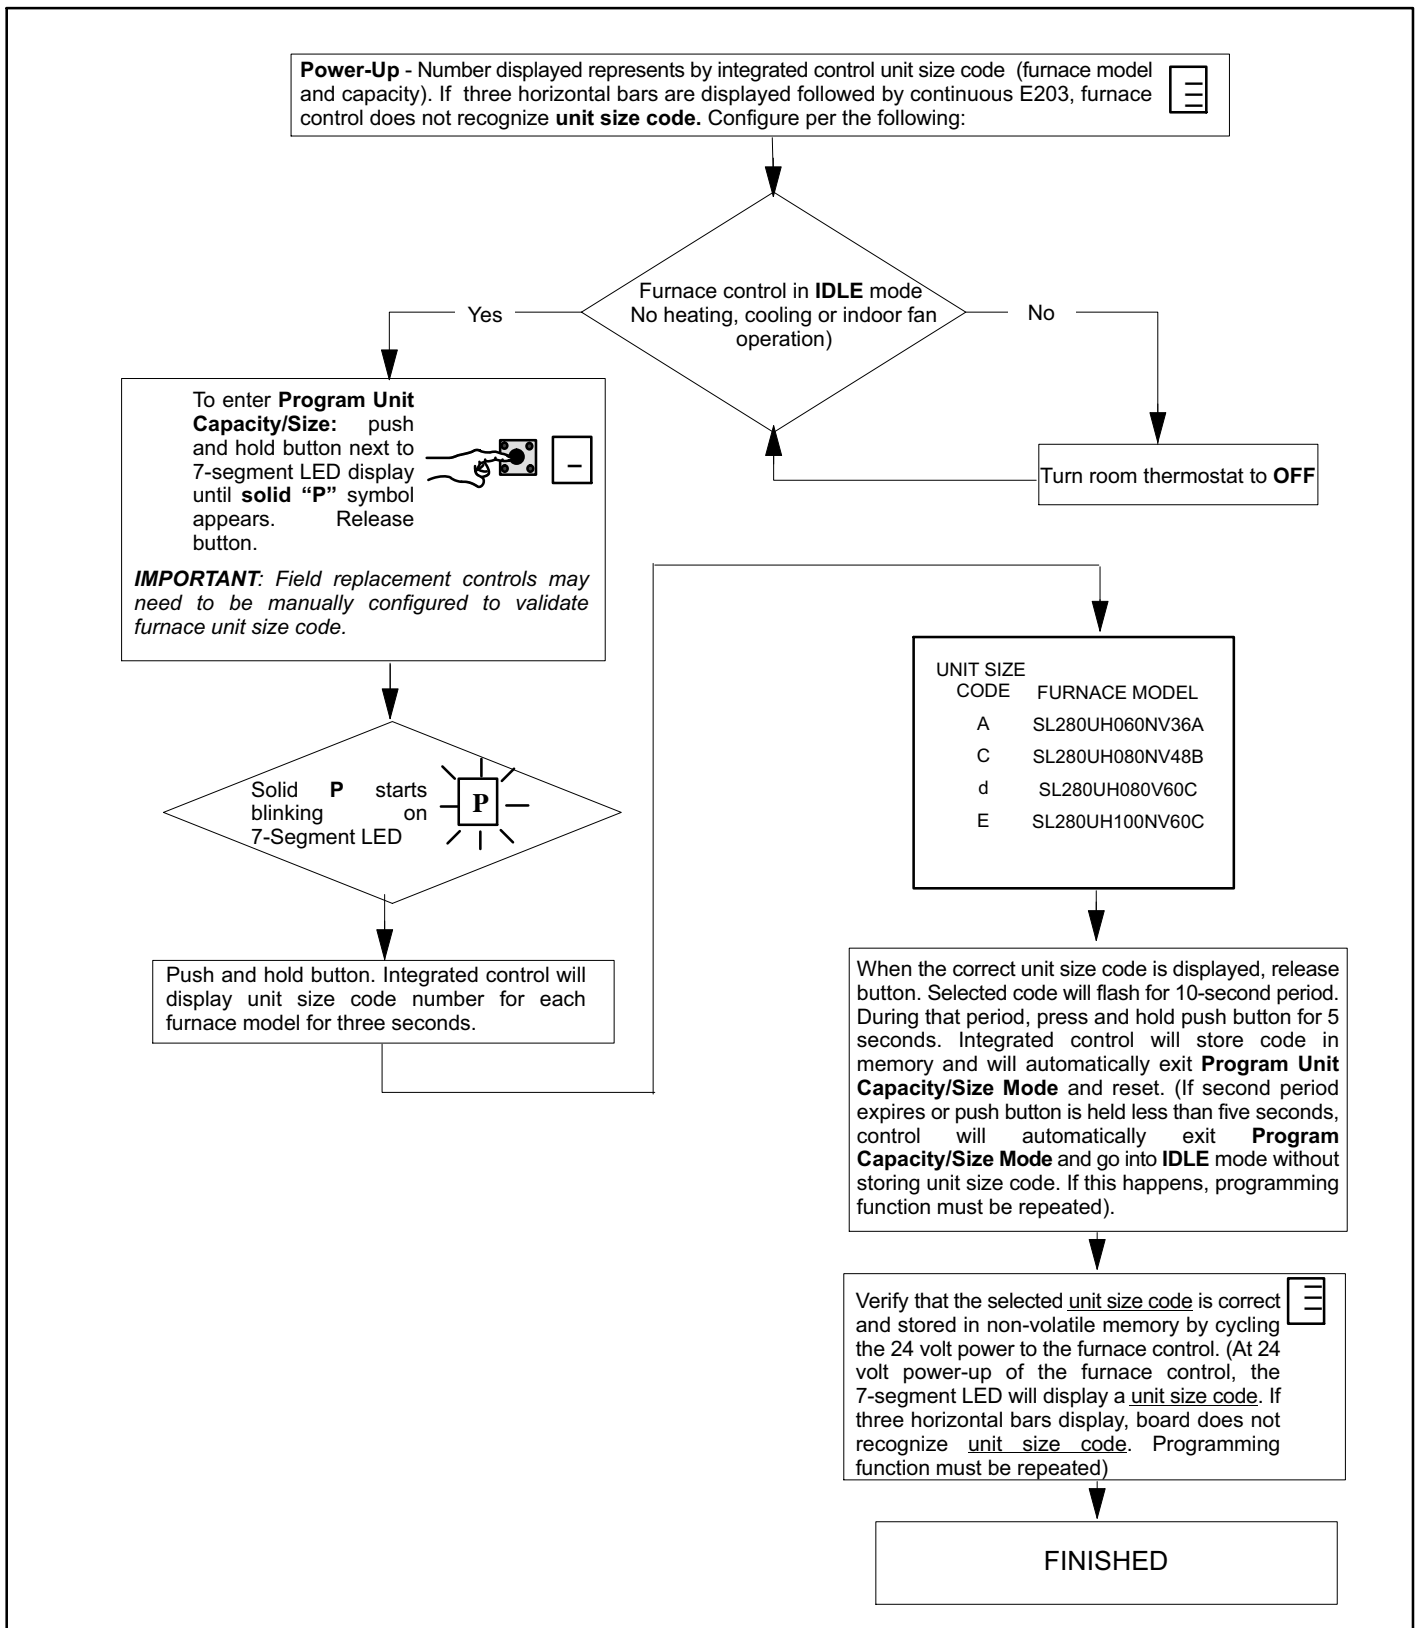 Power-Up - Number displayed represents by integrated control unit size code (furnace model
and capacity). If three horizontal bars are displayed followed by continuous E203, furnace
control does not recognize unit size code. Configure per the following:
Furnace control in IDLE mode
No heating, cooling or indoor fan
operation)
Yes
No
To enter Program Unit
Capacity/Size: push
and hold button next to
7-segment LED display
until solid “P” symbol
appears. Release
button.
IMPORTANT: Field replacement controls may
need to be manually configured to validate
furnace unit size code.
Turn room thermostat to OFF
Solid P starts
blinking on
7-Segment LED
P
Push and hold button. Integrated control will
display unit size code number for each
furnace model for three seconds.
UNIT SIZE
CODE FURNACE MODEL
A SL280UH060NV36A
C SL280UH080NV48B
d SL280UH080V60C
E SL280UH100NV60C
When the correct unit size code is displayed, release
button. Selected code will flash for 10-second period.
During that period, press and hold push button for 5
seconds. Integrated control will store code in
memory and will automatically exit Program Unit
Capacity/Size Mode and reset. (If second period
expires or push button is held less than five seconds,
control will automatically exit Program
Capacity/Size Mode and go into IDLE mode without
storing unit size code. If this happens, programming
function must be repeated).
Verify that the selected unit size code is correct
and stored in non-volatile memory by cycling
the 24 volt power to the furnace control. (At 24
volt power-up of the furnace control, the
7-segment LED will display a unit size code. If
three horizontal bars display, board does not
recognize unit size code. Programming
function must be repeated)
FINISHED